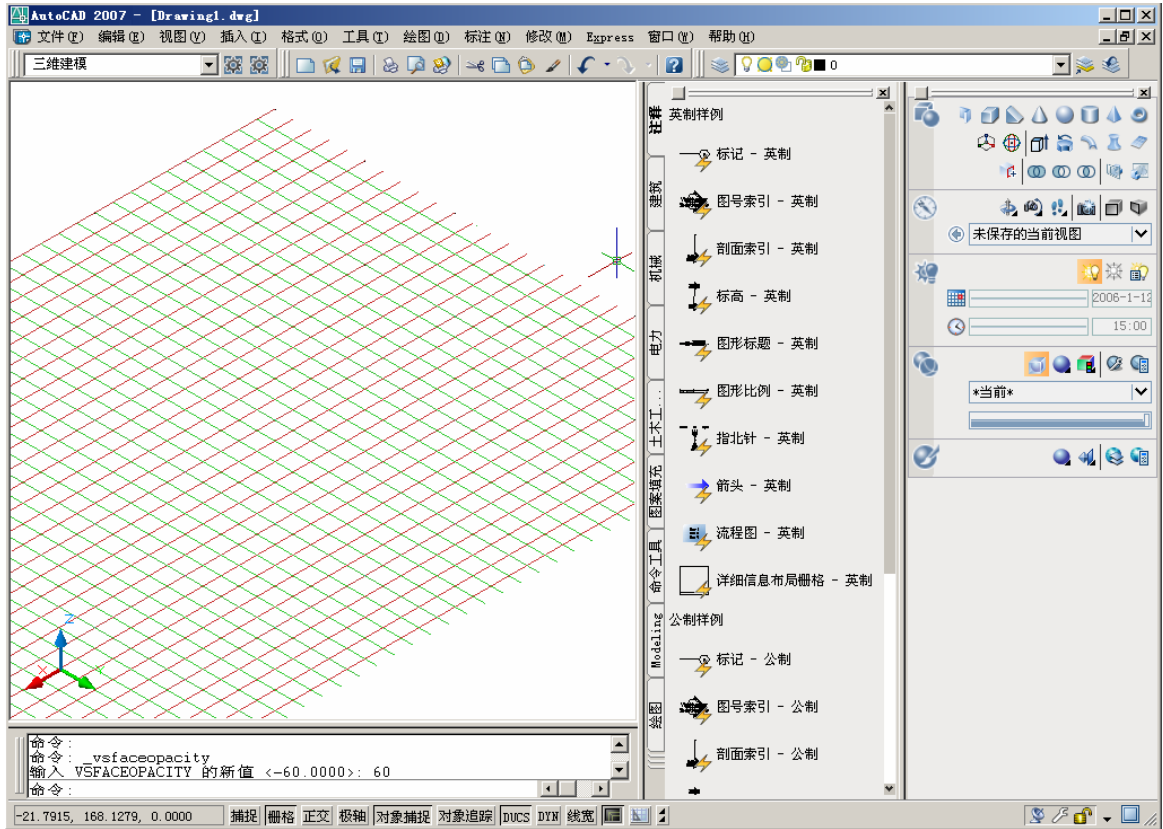 AutoCAD 2007 - [Drawing1.dwg]
文件(F) 编辑(E) 视图(V) 插入(I) 格式(O) 工具(T) 绘图(D) 标注(N) 修改(M) Express 窗口(W) 帮助(H)
三维建模
0
注释
建筑
机械
电力
土木工...
图案填充
命令工具
Modeling
绘图
英制样例
标记 - 英制
图号索引 - 英制
剖面索引 - 英制
标高 - 英制
图形标题 - 英制
图形比例 - 英制
指北针 - 英制
箭头 - 英制
流程图 - 英制
详细信息布局栅格 - 英制
公制样例
标记 - 公制
图号索引 - 公制
剖面索引 - 公制
未保存的当前视图
2006-1-12
15:00
*当前*
Z
X
Y
命令:
命令: _vsfaceopacity
输入 VSFACEOPACITY 的新值 <-60.0000>: 60
命令:
-21.7915, 168.1279, 0.0000 捕捉 栅格 正交 极轴 对象捕捉 对象追踪 DUCS DYN 线宽